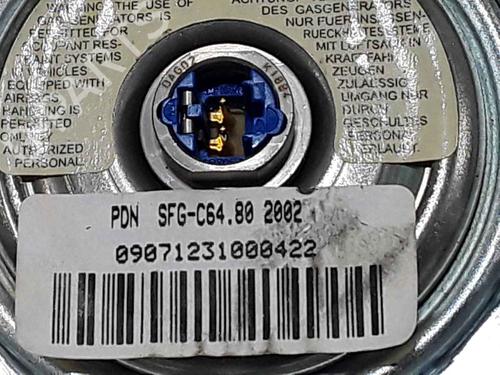 WARNING THE USE OF
GAS GENERATORS IS
PERMITTED FOR
OCCUPANT RES-
TRAINT SYSTEMS
VEHICLES
EQUIPPED WITH
AIRBAGS
HANDLING IS
PERMITTED
ONLY BY
AUTHORIZED
PERSONAL
DES GASGENERATORS
NUR FUER INSASSEN-
RUECKHALTESYSTEME
MIT LUFTSACK IN
KRAFTFAHR-
ZEUGEN
ZULAESSIG
UMGANG NUR
DURCH
GESCHULTES
PERSONAL
ERLAUBT.
PDN SFG-C64.80 2002
09071231000422